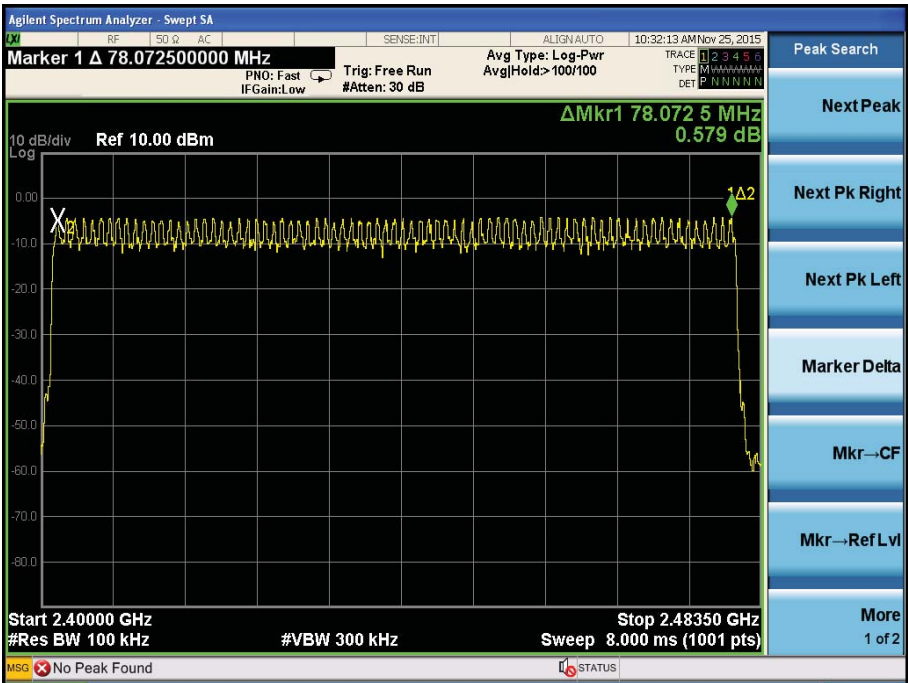 Agilent Spectrum Analyzer - Swept SA
RF 50 Ω AC SENSE:INT ALIGN AUTO 10:32:13 AM Nov 25, 2015
Marker 1 Δ 78.072500000 MHz
PNO: Fast
IFGain:Low
Trig: Free Run
#Atten: 30 dB
Avg Type: Log-Pwr
Avg|Hold:>100/100
TRACE 1 2 3 4 5 6
TYPE M WWWWW
DET P N N N N N
ΔMkr1 78.072 5 MHz
0.579 dB
10 dB/div Ref 10.00 dBm
Log
0.00
-10.0
-20.0
-30.0
-40.0
-50.0
-60.0
-70.0
-80.0
X2
1Δ2
Start 2.40000 GHz
Stop 2.48350 GHz
#Res BW 100 kHz
#VBW 300 kHz
Sweep 8.000 ms (1001 pts)
MSG No Peak Found
STATUS
Peak Search
Next Peak
Next Pk Right
Next Pk Left
Marker Delta
Mkr→CF
Mkr→Ref Lvl
More
1 of 2